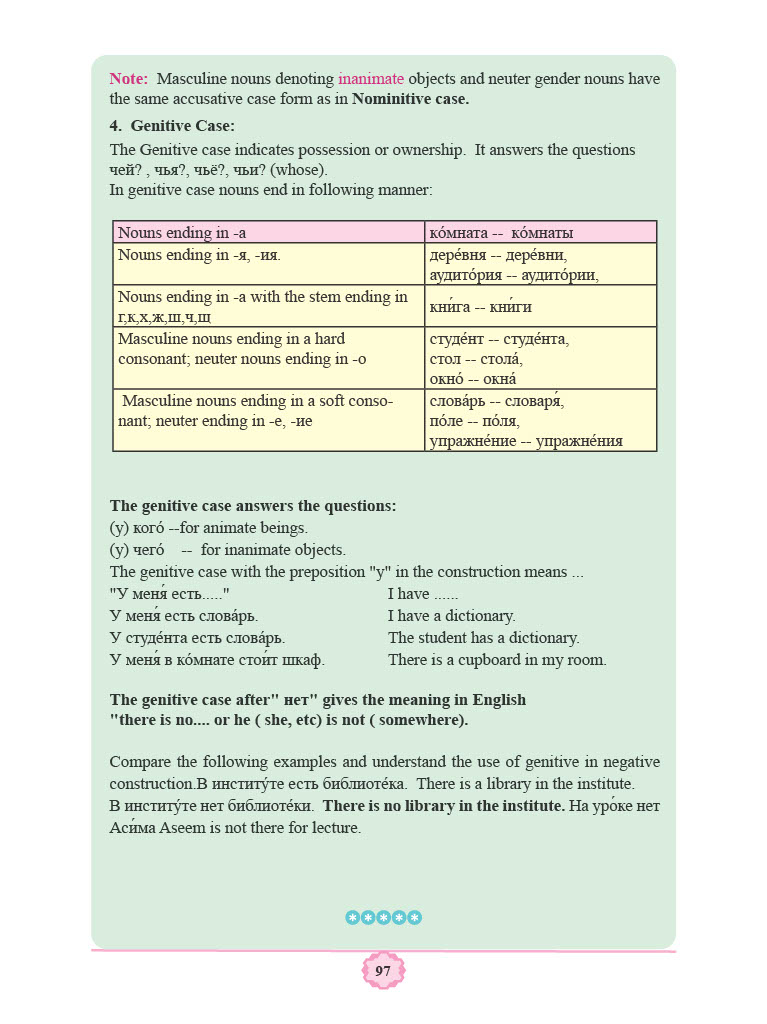 Note: Masculine nouns denoting inanimate objects and neuter gender nouns have
the same accusative case form as in Nominitive case.
4. Genitive Case:
The Genitive case indicates possession or ownership. It answers the questions
чей? , чья?, чьё?, чьи? (whose).
In genitive case nouns end in following manner:
Nouns ending in -а
ко́мната -- ко́мнаты
Nouns ending in -я, -ия.
дере́вня -- дере́вни,
аудито́рия -- аудито́рии,
Nouns ending in -а with the stem ending in
г,к,х,ж,ш,ч,щ
кни́га -- кни́ги
Masculine nouns ending in a hard
consonant; neuter nouns ending in -о
студе́нт -- студе́нта,
стол -- стола́,
окно́ -- окна́
Masculine nouns ending in a soft conso-
nant; neuter ending in -е, -ие
слова́рь -- словаря́,
по́ле -- по́ля,
упражне́ние -- упражне́ния
The genitive case answers the questions:
(у) кого́ --for animate beings.
(у) чего́ -- for inanimate objects.
The genitive case with the preposition "у" in the construction means ...
"У меня́ есть....." I have ......
У меня́ есть слова́рь. I have a dictionary.
У студе́нта есть слова́рь. The student has a dictionary.
У меня́ в ко́мнате стои́т шкаф. There is a cupboard in my room.
The genitive case after" нет" gives the meaning in English
"there is no.... or he ( she, etc) is not ( somewhere).
Compare the following examples and understand the use of genitive in negative
construction.В институ́те есть библиоте́ка. There is a library in the institute.
В институ́те нет библиоте́ки. There is no library in the institute. На уро́ке нет
Аси́ма Aseem is not there for lecture.
97